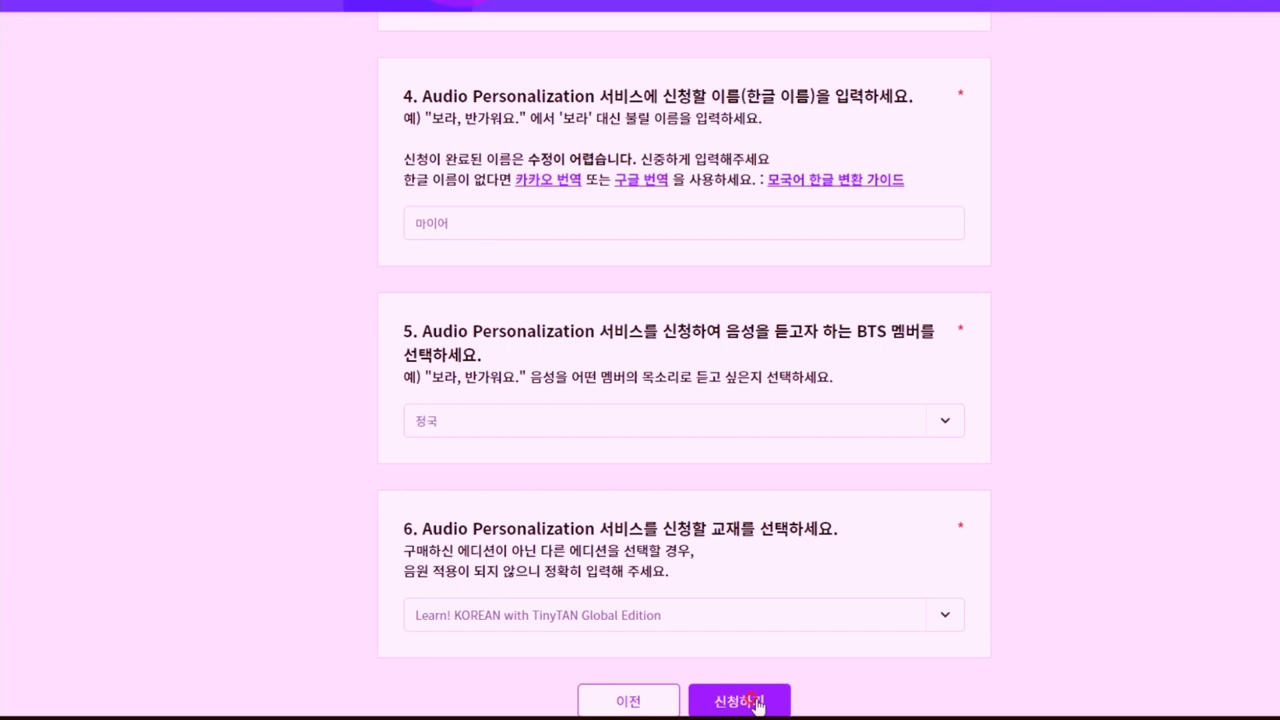 4. Audio Personalization 서비스에 신청할 이름(한글 이름)을 입력하세요. *
예) "보라, 반가워요." 에서 '보라' 대신 불릴 이름을 입력하세요.
신청이 완료된 이름은 수정이 어렵습니다. 신중하게 입력해주세요
한글 이름이 없다면 카카오 번역 또는 구글 번역 을 사용하세요. : 모국어 한글 변환 가이드
마이어
5. Audio Personalization 서비스를 신청하여 음성을 듣고자 하는 BTS 멤버를 *
선택하세요.
예) "보라, 반가워요." 음성을 어떤 멤버의 목소리로 듣고 싶은지 선택하세요.
정국
6. Audio Personalization 서비스를 신청할 교재를 선택하세요. *
구매하신 에디션이 아닌 다른 에디션을 선택할 경우,
음원 적용이 되지 않으니 정확히 입력해 주세요.
Learn! KOREAN with TinyTAN Global Edition
이전
신청하기